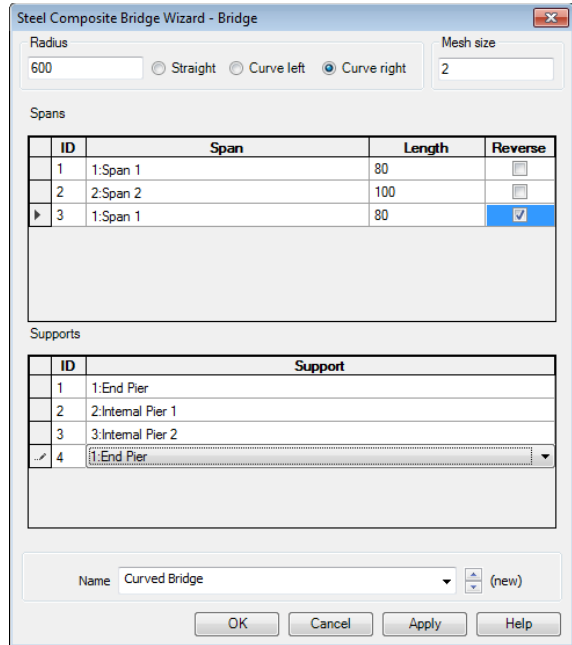 Steel Composite Bridge Wizard - Bridge
Radius
Mesh size
600
Straight
Curve left
Curve right
2
Spans
ID Span Length Reverse
1 1:Span 1 80
2 2:Span 2 100
3 1:Span 1 80
Supports
ID Support
1 1:End Pier
2 2:Internal Pier 1
3 3:Internal Pier 2
4 1:End Pier
Name Curved Bridge (new)
OK Cancel Apply Help